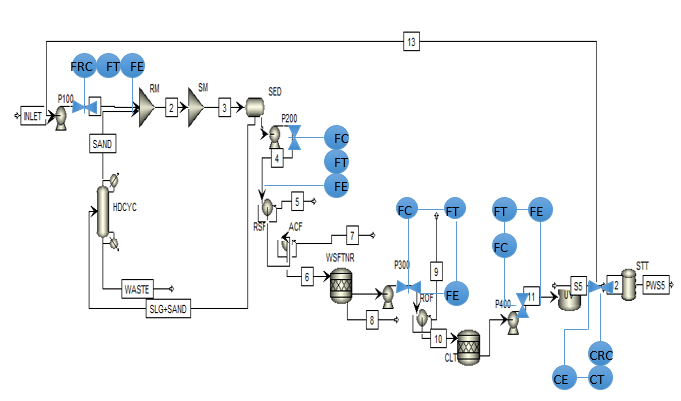 13
FRC FT FE
P100
RM
SM
SED
INLET
2
3
P200
SAND
FC
4
FT
HDCYC
FE
5
RSF
ACF
7
FC FT FT FE
WSFTNR
FC
P300
9
STT
6
WASTE
FE
ROF
11
S5
2
PWS5
UV
SLG+SAND
P400
8
10
CLT
CRC
CE CT